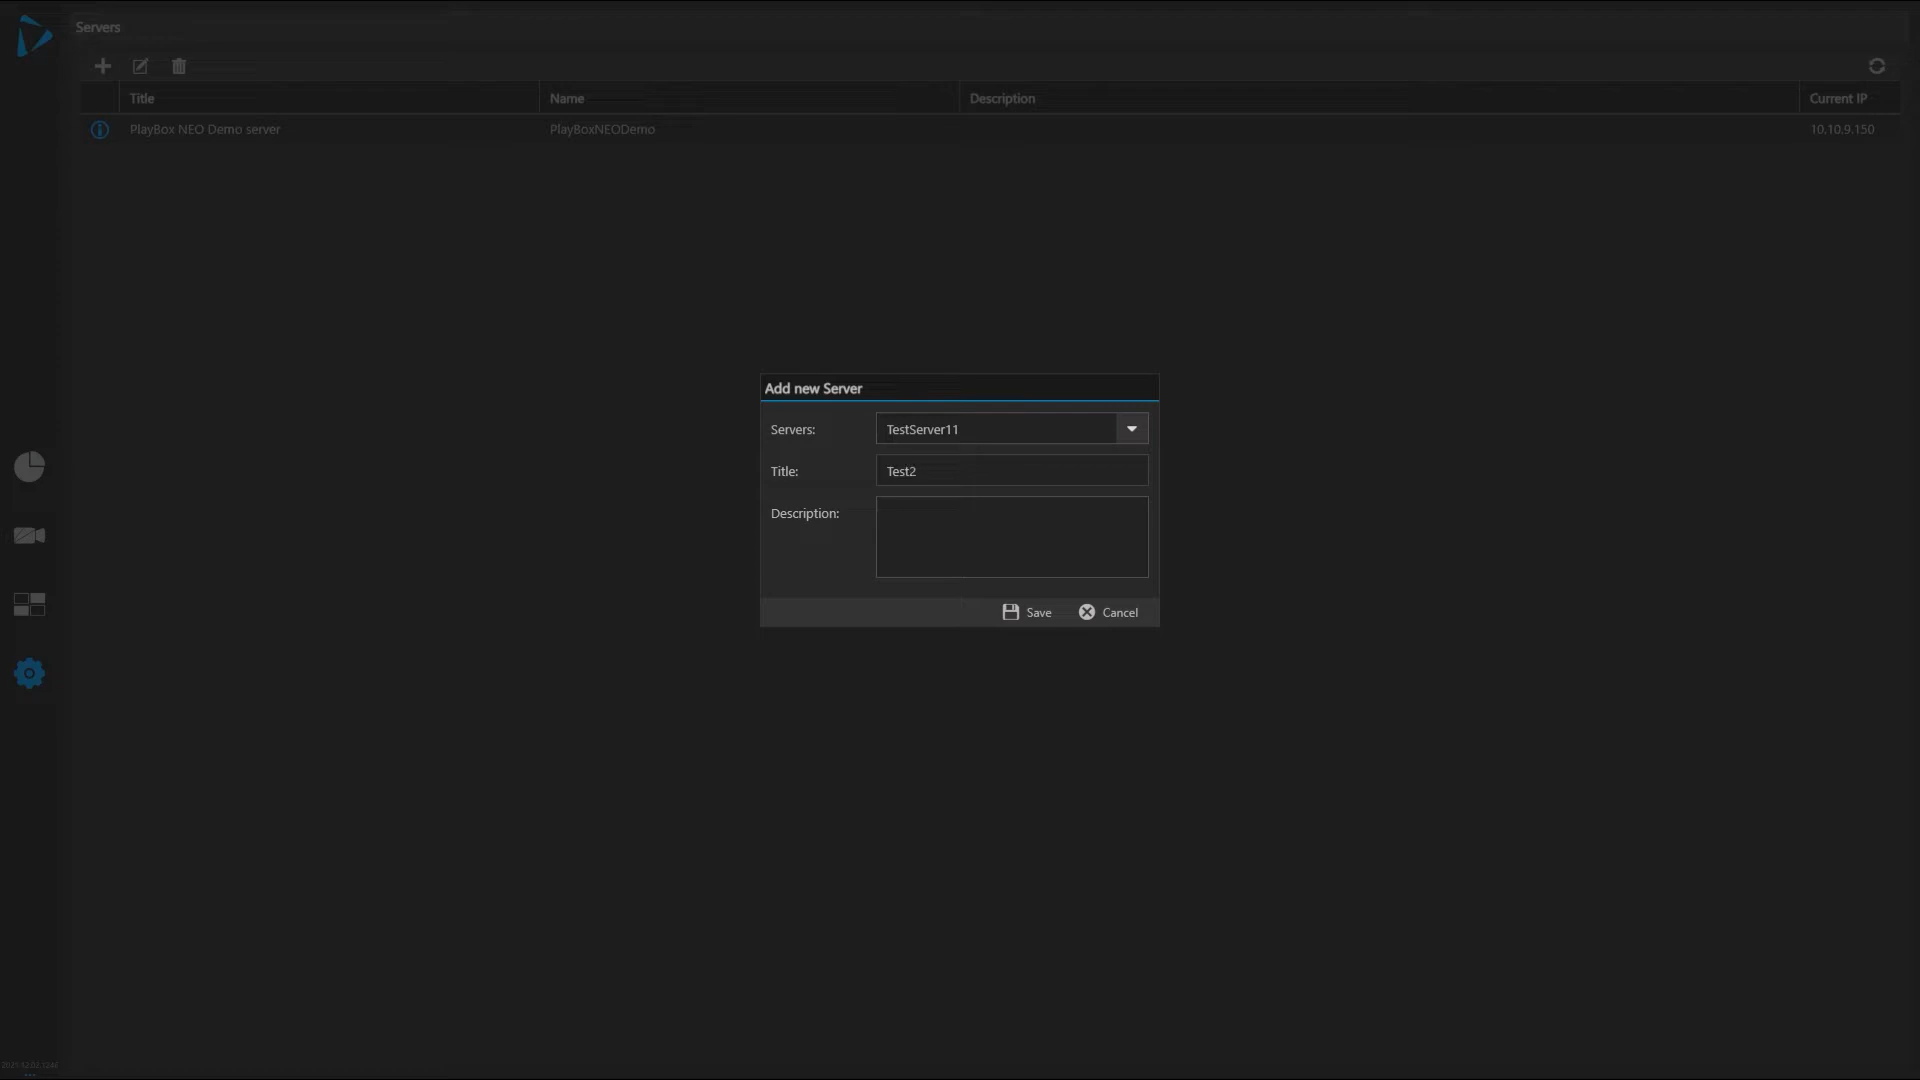 Servers
Title Name Description Current IP
PlayBox NEO Demo server PlayBoxNEODemo 10.10.9.150
Add new Server
Servers: TestServer11
Title: Test2
Description:
Save Cancel